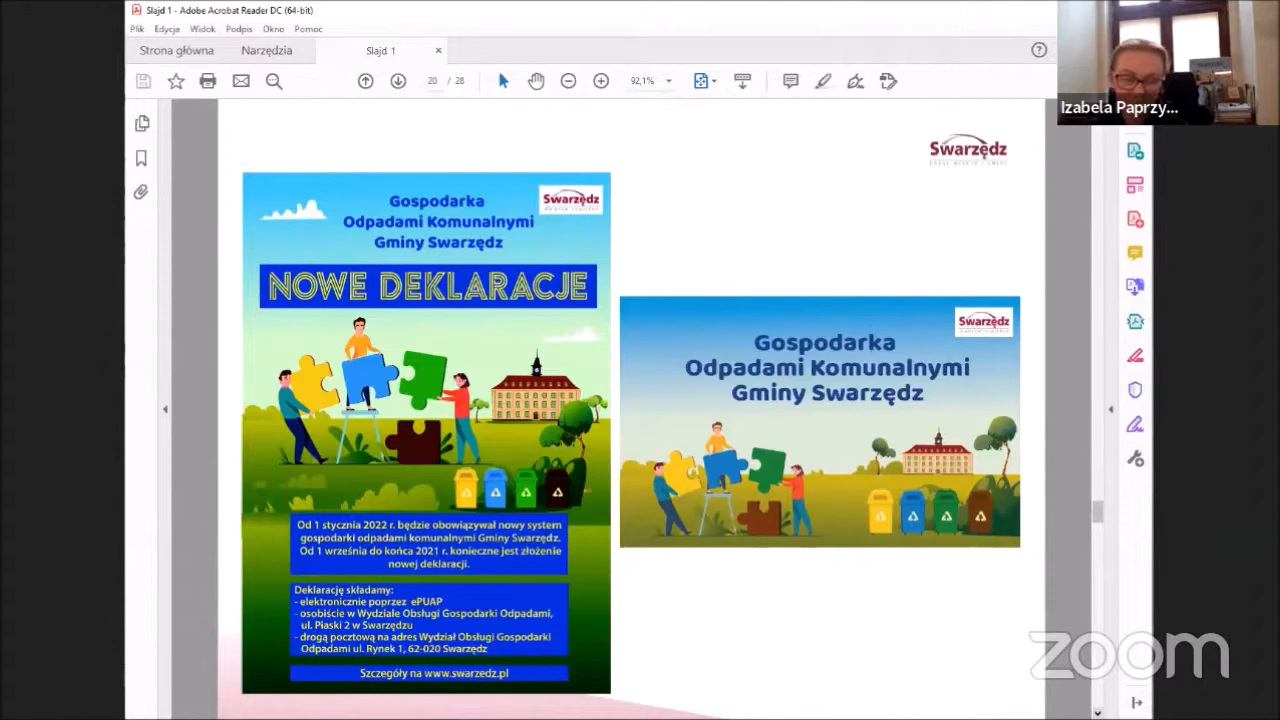 Slajd 1 - Adobe Acrobat Reader DC (64-bit)
Plik Edycja Widok Podpis Okno Pomoc
Strona główna Narzędzia Slajd 1 ×
20 / 28 92,1%
Izabela Paprzy...
Swarzędz
Gospodarka
Odpadami Komunalnymi
Gminy Swarzędz
Swarzędz
NOWE DEKLARACJE
Od 1 stycznia 2022 r. będzie obowiązywał nowy system
gospodarki odpadami komunalnymi Gminy Swarzędz.
Od 1 września do końca 2021 r. konieczne jest złożenie
nowej deklaracji.
Deklarację składamy:
- elektronicznie poprzez ePUAP
- osobiście w Wydziale Obsługi Gospodarki Odpadami,
ul. Piaski 2 w Swarzędzu
- drogą pocztową na adres Wydział Obsługi Gospodarki
Odpadami ul. Rynek 1, 62-020 Swarzędz
Szczegóły na www.swarzedz.pl
Swarzędz
Gospodarka
Odpadami Komunalnymi
Gminy Swarzędz
zoom